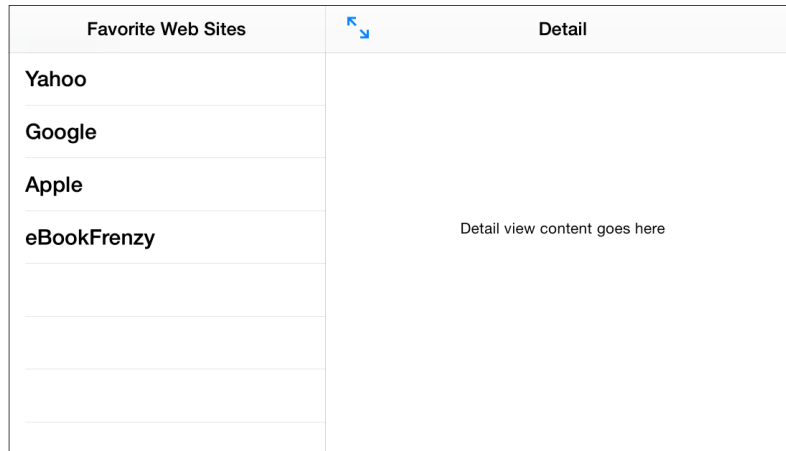 Favorite Web Sites
Detail
Yahoo
Google
Apple
eBookFrenzy
Detail view content goes here